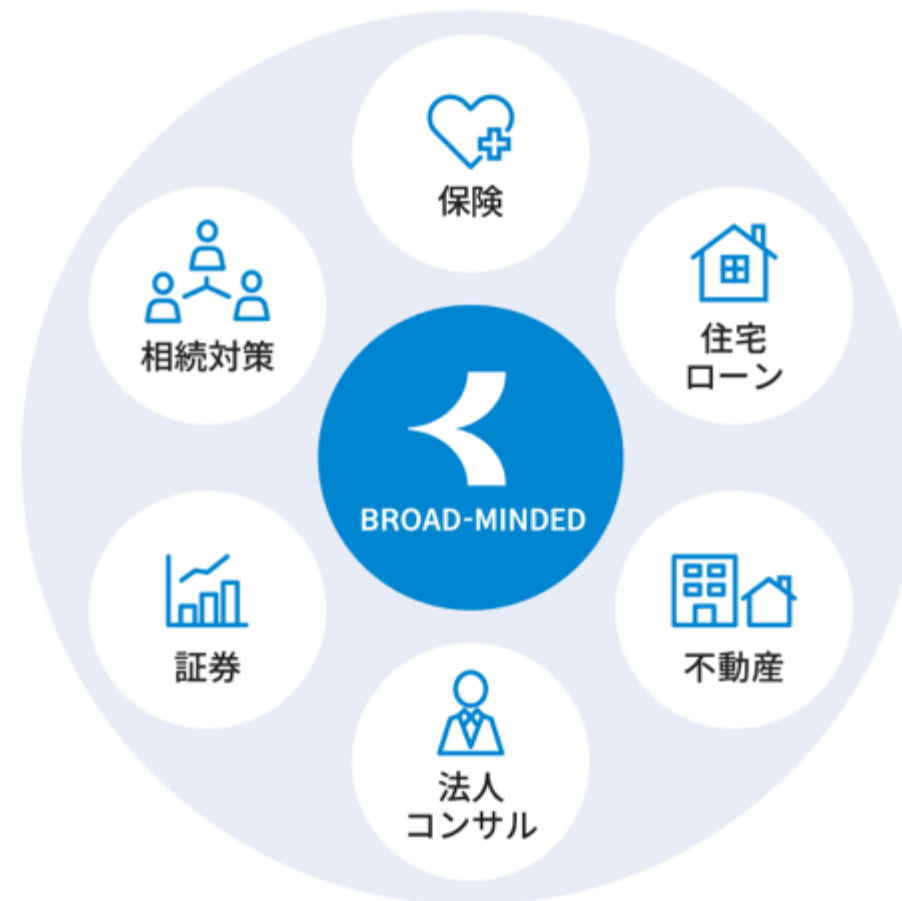 保険
住宅
ローン
不動産
法人
コンサル
証券
相続対策
BROAD-MINDED